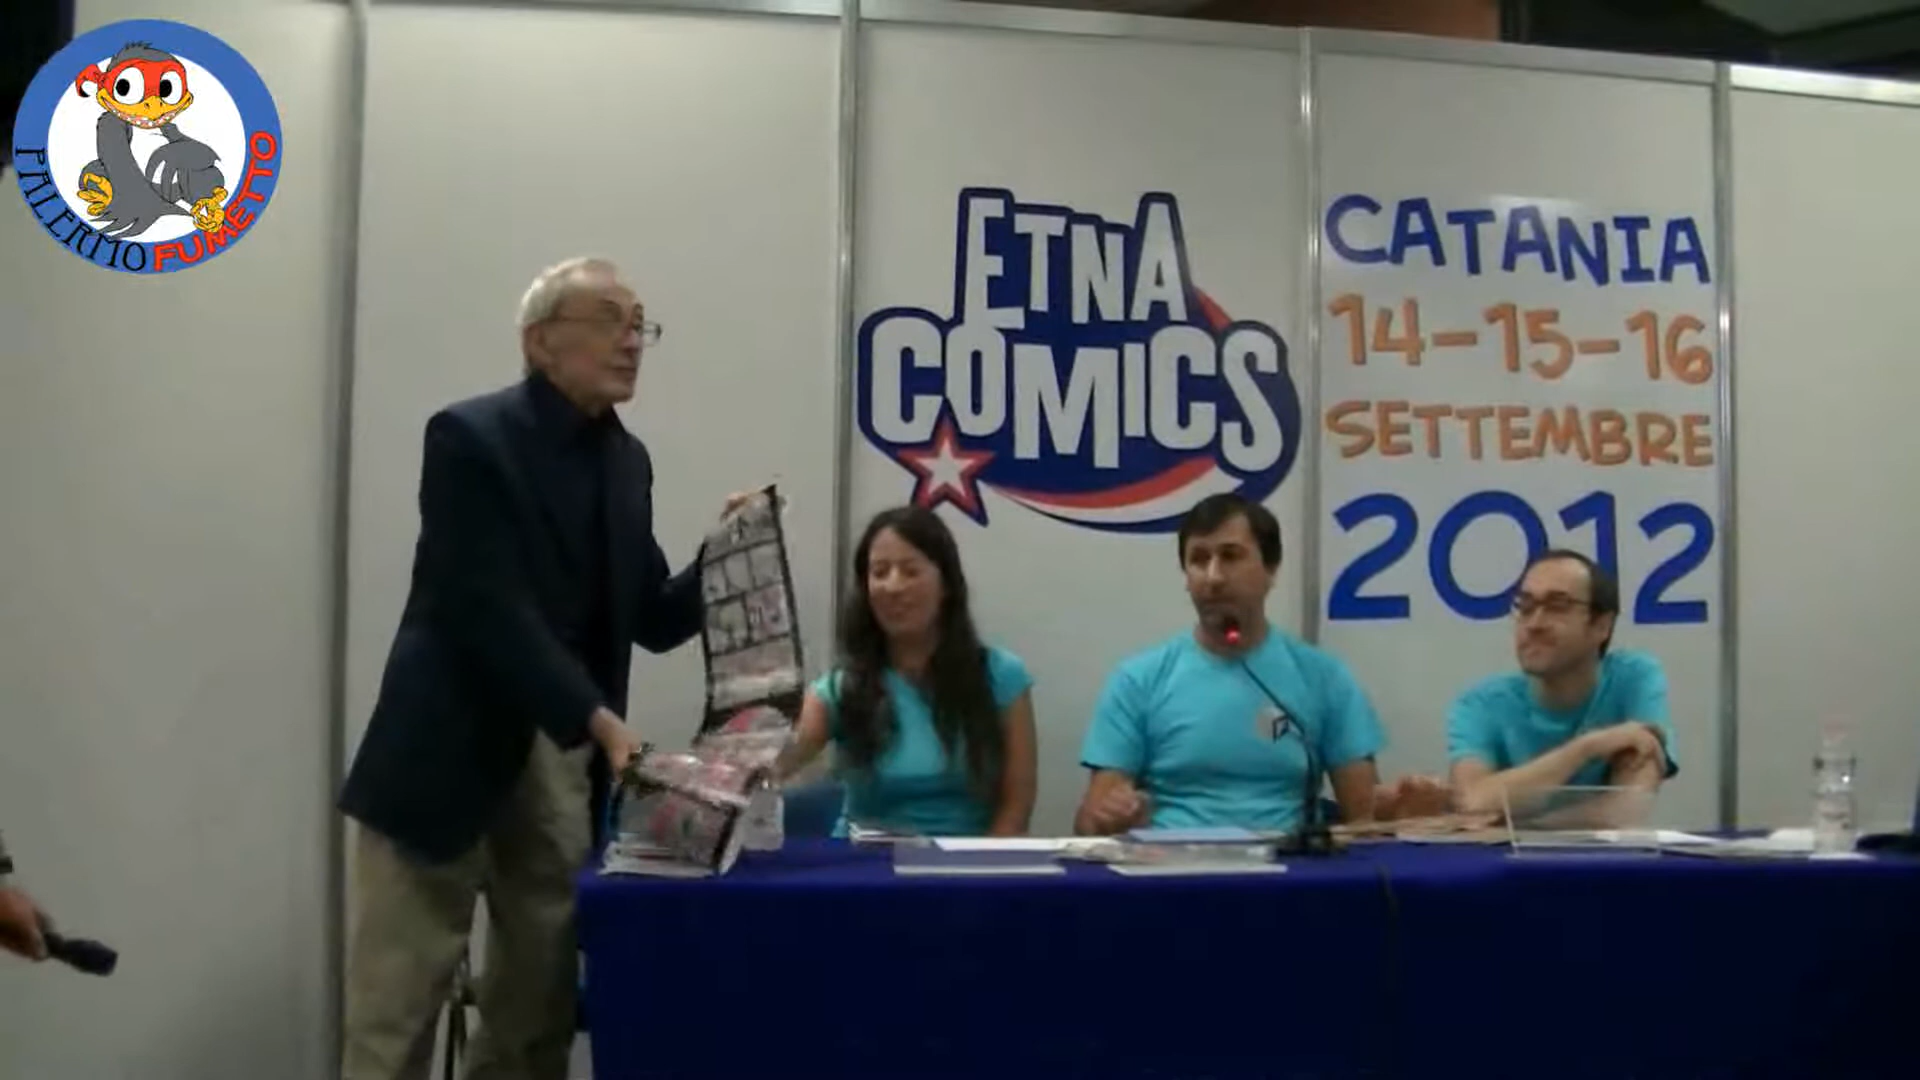 PALERMO FUMETTO
ETNA
COMICS
CATANIA
14-15-16
SETTEMBRE
2012